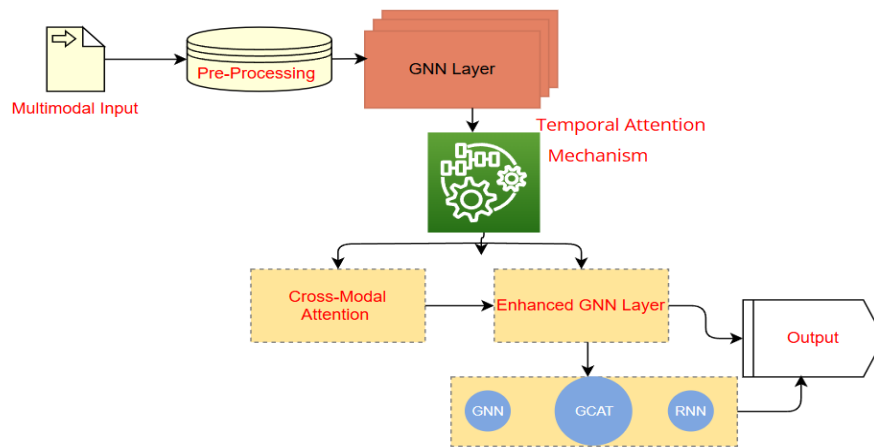 Multimodal Input
Pre-Processing
GNN Layer
Temporal Attention
Mechanism
Cross-Modal
Attention
Enhanced GNN Layer
Output
GNN
GCAT
RNN